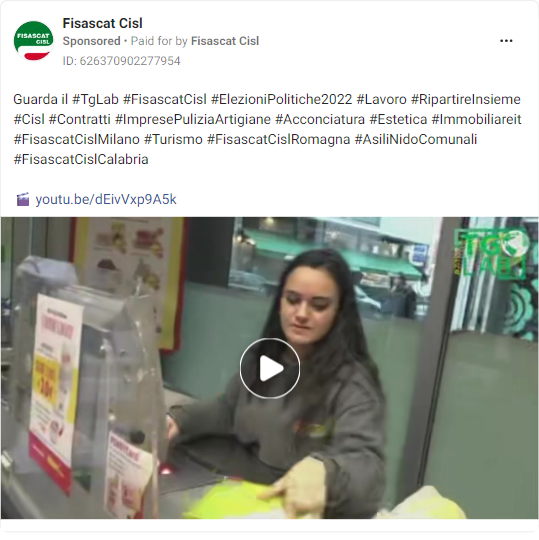 FISASCAT
CISL
Fisascat Cisl
Sponsored • Paid for by Fisascat Cisl
ID: 626370902277954
Guarda il #TgLab #FisascatCisl #ElezioniPolitiche2022 #Lavoro #RipartireInsieme
#Cisl #Contratti #ImpresePuliziaArtigiane #Acconciatura #Estetica #Immobiliareit
#FisascatCislMilano #Turismo #FisascatCislRomagna #AsiliNidoComunali
#FisascatCislCalabria
🎬 youtu.be/dEivVxp9A5k
TG
LAB